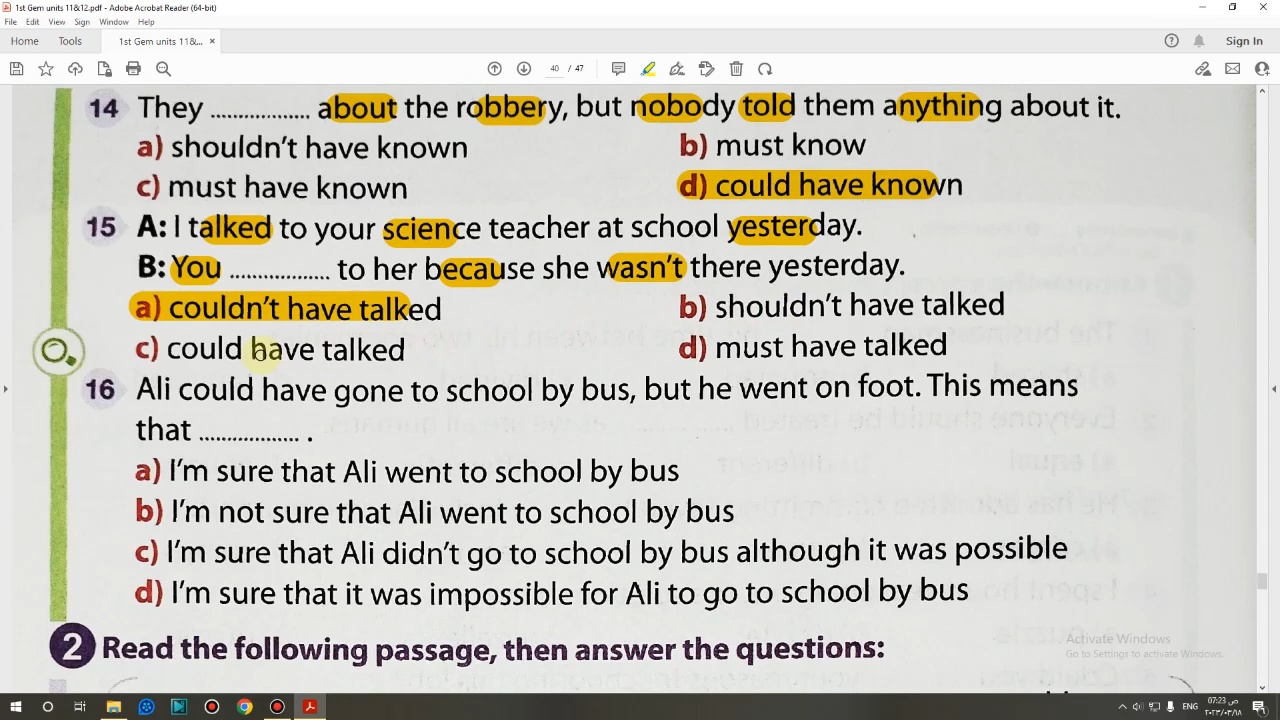 1st Gem units 11&12.pdf - Adobe Acrobat Reader (64-bit)
File Edit View Sign Window Help
Home Tools 1st Gem units 11&... × Sign In
40 / 47
14 They .................. about the robbery, but nobody told them anything about it.
a) shouldn't have known b) must know
c) must have known d) could have known
15 A: I talked to your science teacher at school yesterday.
B: You .................. to her because she wasn't there yesterday.
a) couldn't have talked b) shouldn't have talked
c) could have talked d) must have talked
16 Ali could have gone to school by bus, but he went on foot. This means
that .................. .
a) I'm sure that Ali went to school by bus
b) I'm not sure that Ali went to school by bus
c) I'm sure that Ali didn't go to school by bus although it was possible
d) I'm sure that it was impossible for Ali to go to school by bus
2 Read the following passage, then answer the questions:
Activate Windows
Go to Settings to activate Windows.
ENG ص 07:23
٢٠٢٣/٠٣/١٨